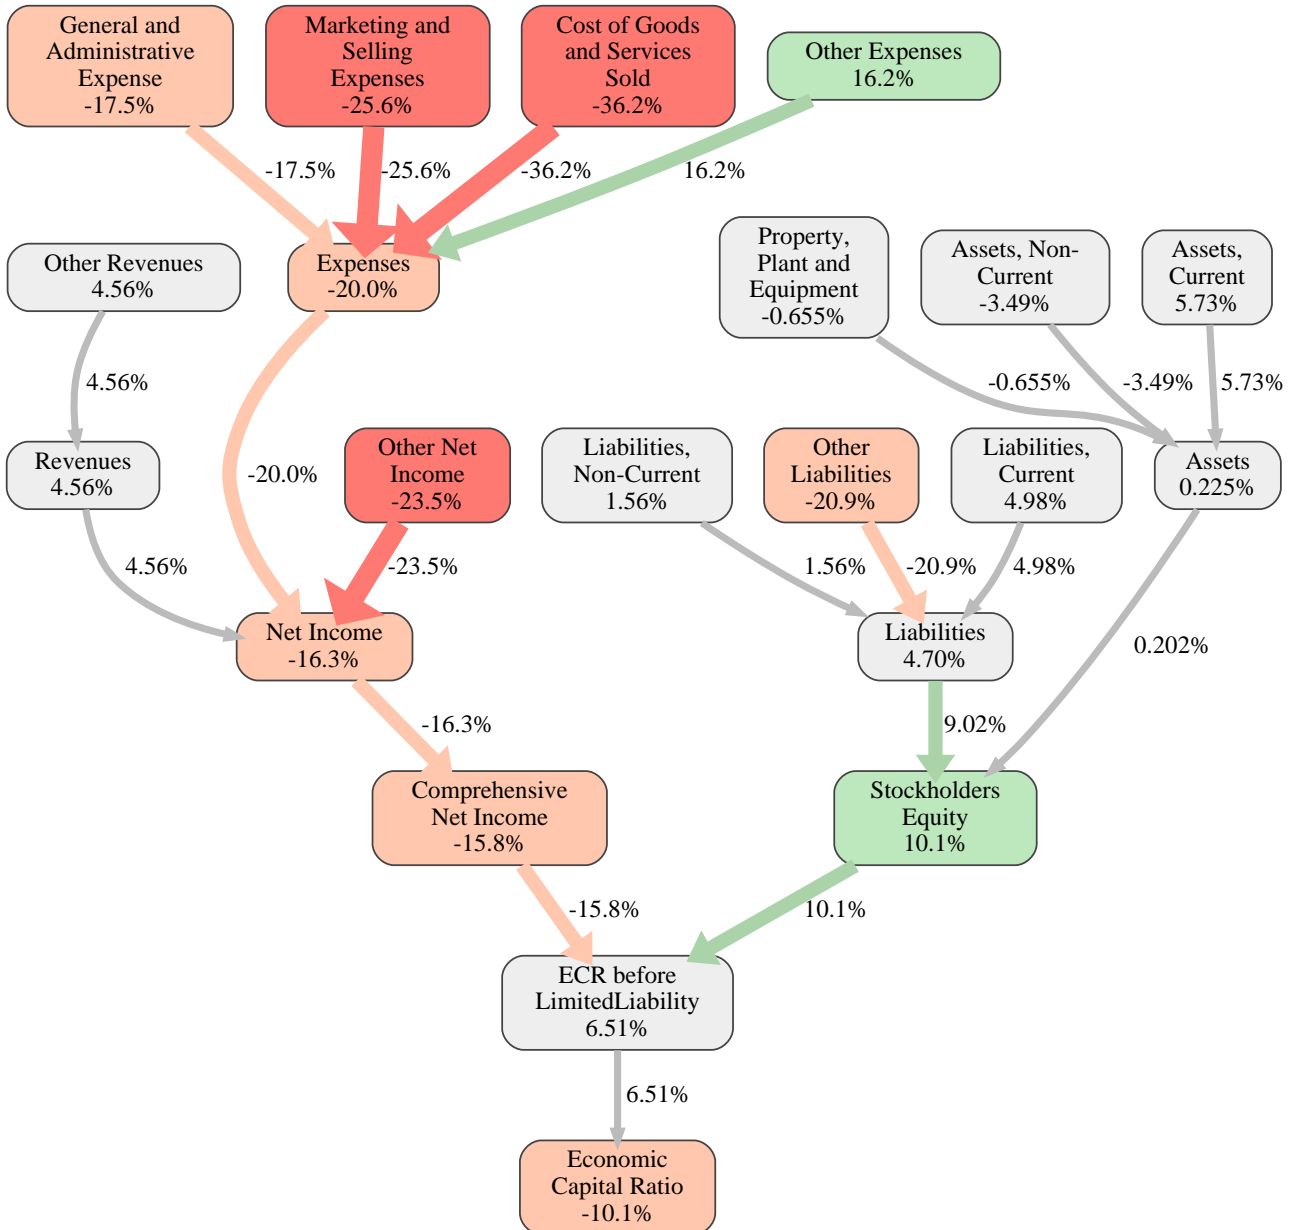 General and
Administrative
Expense
-17.5%
Marketing and
Selling
Expenses
-25.6%
Cost of Goods
and Services
Sold
-36.2%
Other Expenses
16.2%
-17.5%
-25.6%
-36.2%
16.2%
Other Revenues
4.56%
Expenses
-20.0%
Property,
Plant and
Equipment
-0.655%
Assets, Non-
Current
-3.49%
Assets,
Current
5.73%
4.56%
-0.655%
-3.49%
5.73%
Revenues
4.56%
-20.0%
Other Net
Income
-23.5%
Liabilities,
Non-Current
1.56%
Other
Liabilities
-20.9%
Liabilities,
Current
4.98%
Assets
0.225%
4.56%
-23.5%
1.56%
-20.9%
4.98%
Net Income
-16.3%
Liabilities
4.70%
0.202%
-16.3%
9.02%
Comprehensive
Net Income
-15.8%
Stockholders
Equity
10.1%
-15.8%
10.1%
ECR before
LimitedLiability
6.51%
6.51%
Economic
Capital Ratio
-10.1%